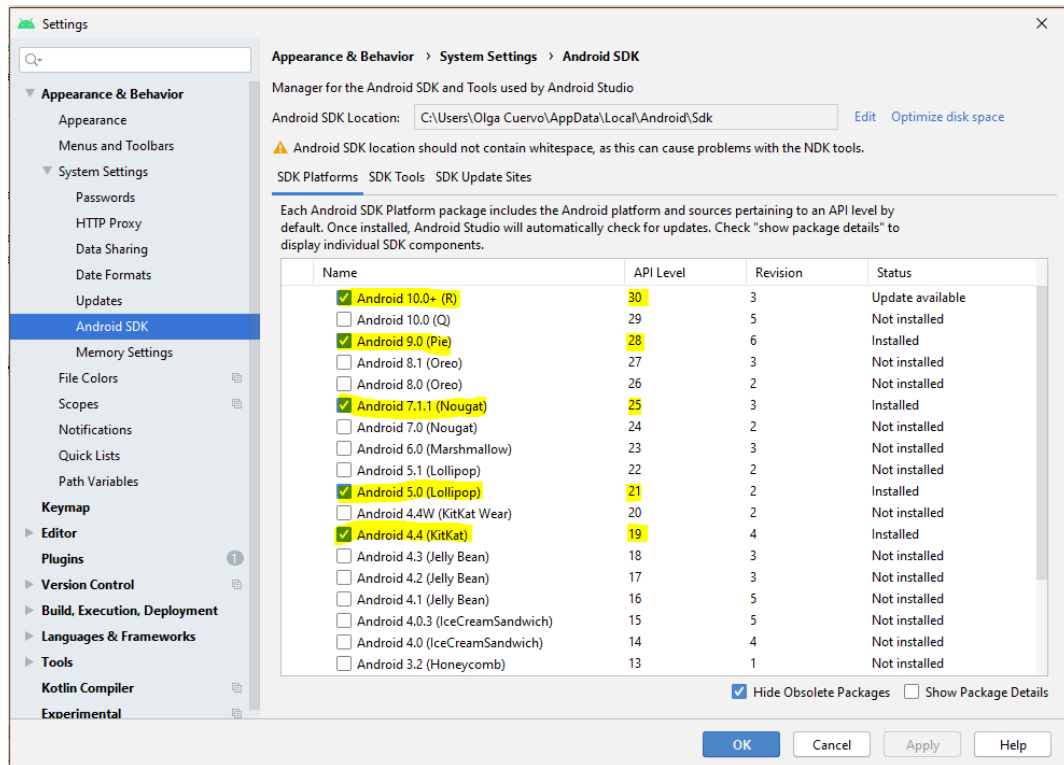 Settings
Appearance & Behavior
Appearance
Menus and Toolbars
System Settings
Passwords
HTTP Proxy
Data Sharing
Date Formats
Updates
Android SDK
Memory Settings
File Colors
Scopes
Notifications
Quick Lists
Path Variables
Keymap
Editor
Plugins 1
Version Control
Build, Execution, Deployment
Languages & Frameworks
Tools
Kotlin Compiler
Experimental
Appearance & Behavior › System Settings › Android SDK
Manager for the Android SDK and Tools used by Android Studio
Android SDK Location: C:\Users\Olga Cuervo\AppData\Local\Android\Sdk Edit Optimize disk space
Android SDK location should not contain whitespace, as this can cause problems with the NDK tools.
SDK Platforms SDK Tools SDK Update Sites
Each Android SDK Platform package includes the Android platform and sources pertaining to an API level by
default. Once installed, Android Studio will automatically check for updates. Check "show package details" to
display individual SDK components.
Name API Level Revision Status
Android 10.0+ (R) 30 3 Update available
Android 10.0 (Q) 29 5 Not installed
Android 9.0 (Pie) 28 6 Installed
Android 8.1 (Oreo) 27 3 Not installed
Android 8.0 (Oreo) 26 2 Not installed
Android 7.1.1 (Nougat) 25 3 Installed
Android 7.0 (Nougat) 24 2 Not installed
Android 6.0 (Marshmallow) 23 3 Not installed
Android 5.1 (Lollipop) 22 2 Not installed
Android 5.0 (Lollipop) 21 2 Installed
Android 4.4W (KitKat Wear) 20 2 Not installed
Android 4.4 (KitKat) 19 4 Installed
Android 4.3 (Jelly Bean) 18 3 Not installed
Android 4.2 (Jelly Bean) 17 3 Not installed
Android 4.1 (Jelly Bean) 16 5 Not installed
Android 4.0.3 (IceCreamSandwich) 15 5 Not installed
Android 4.0 (IceCreamSandwich) 14 4 Not installed
Android 3.2 (Honeycomb) 13 1 Not installed
Hide Obsolete Packages Show Package Details
OK Cancel Apply Help